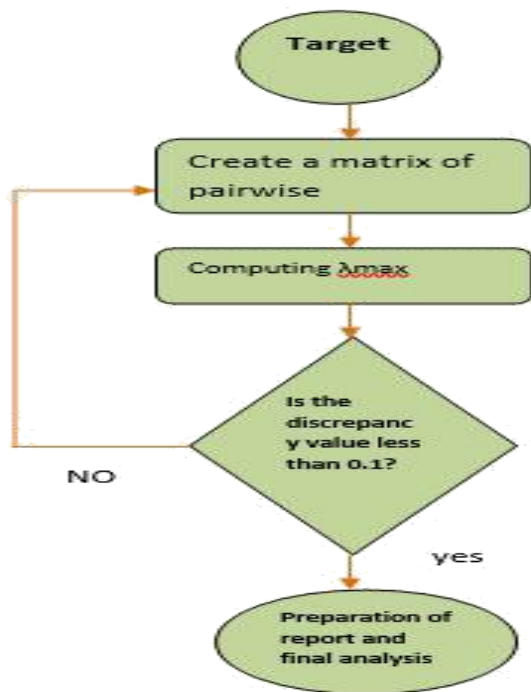 Target
Create a matrix of
pairwise
Computing λmax
Is the
discrepanc
y value less
than 0.1?
NO
yes
Preparation of
report and
final analysis